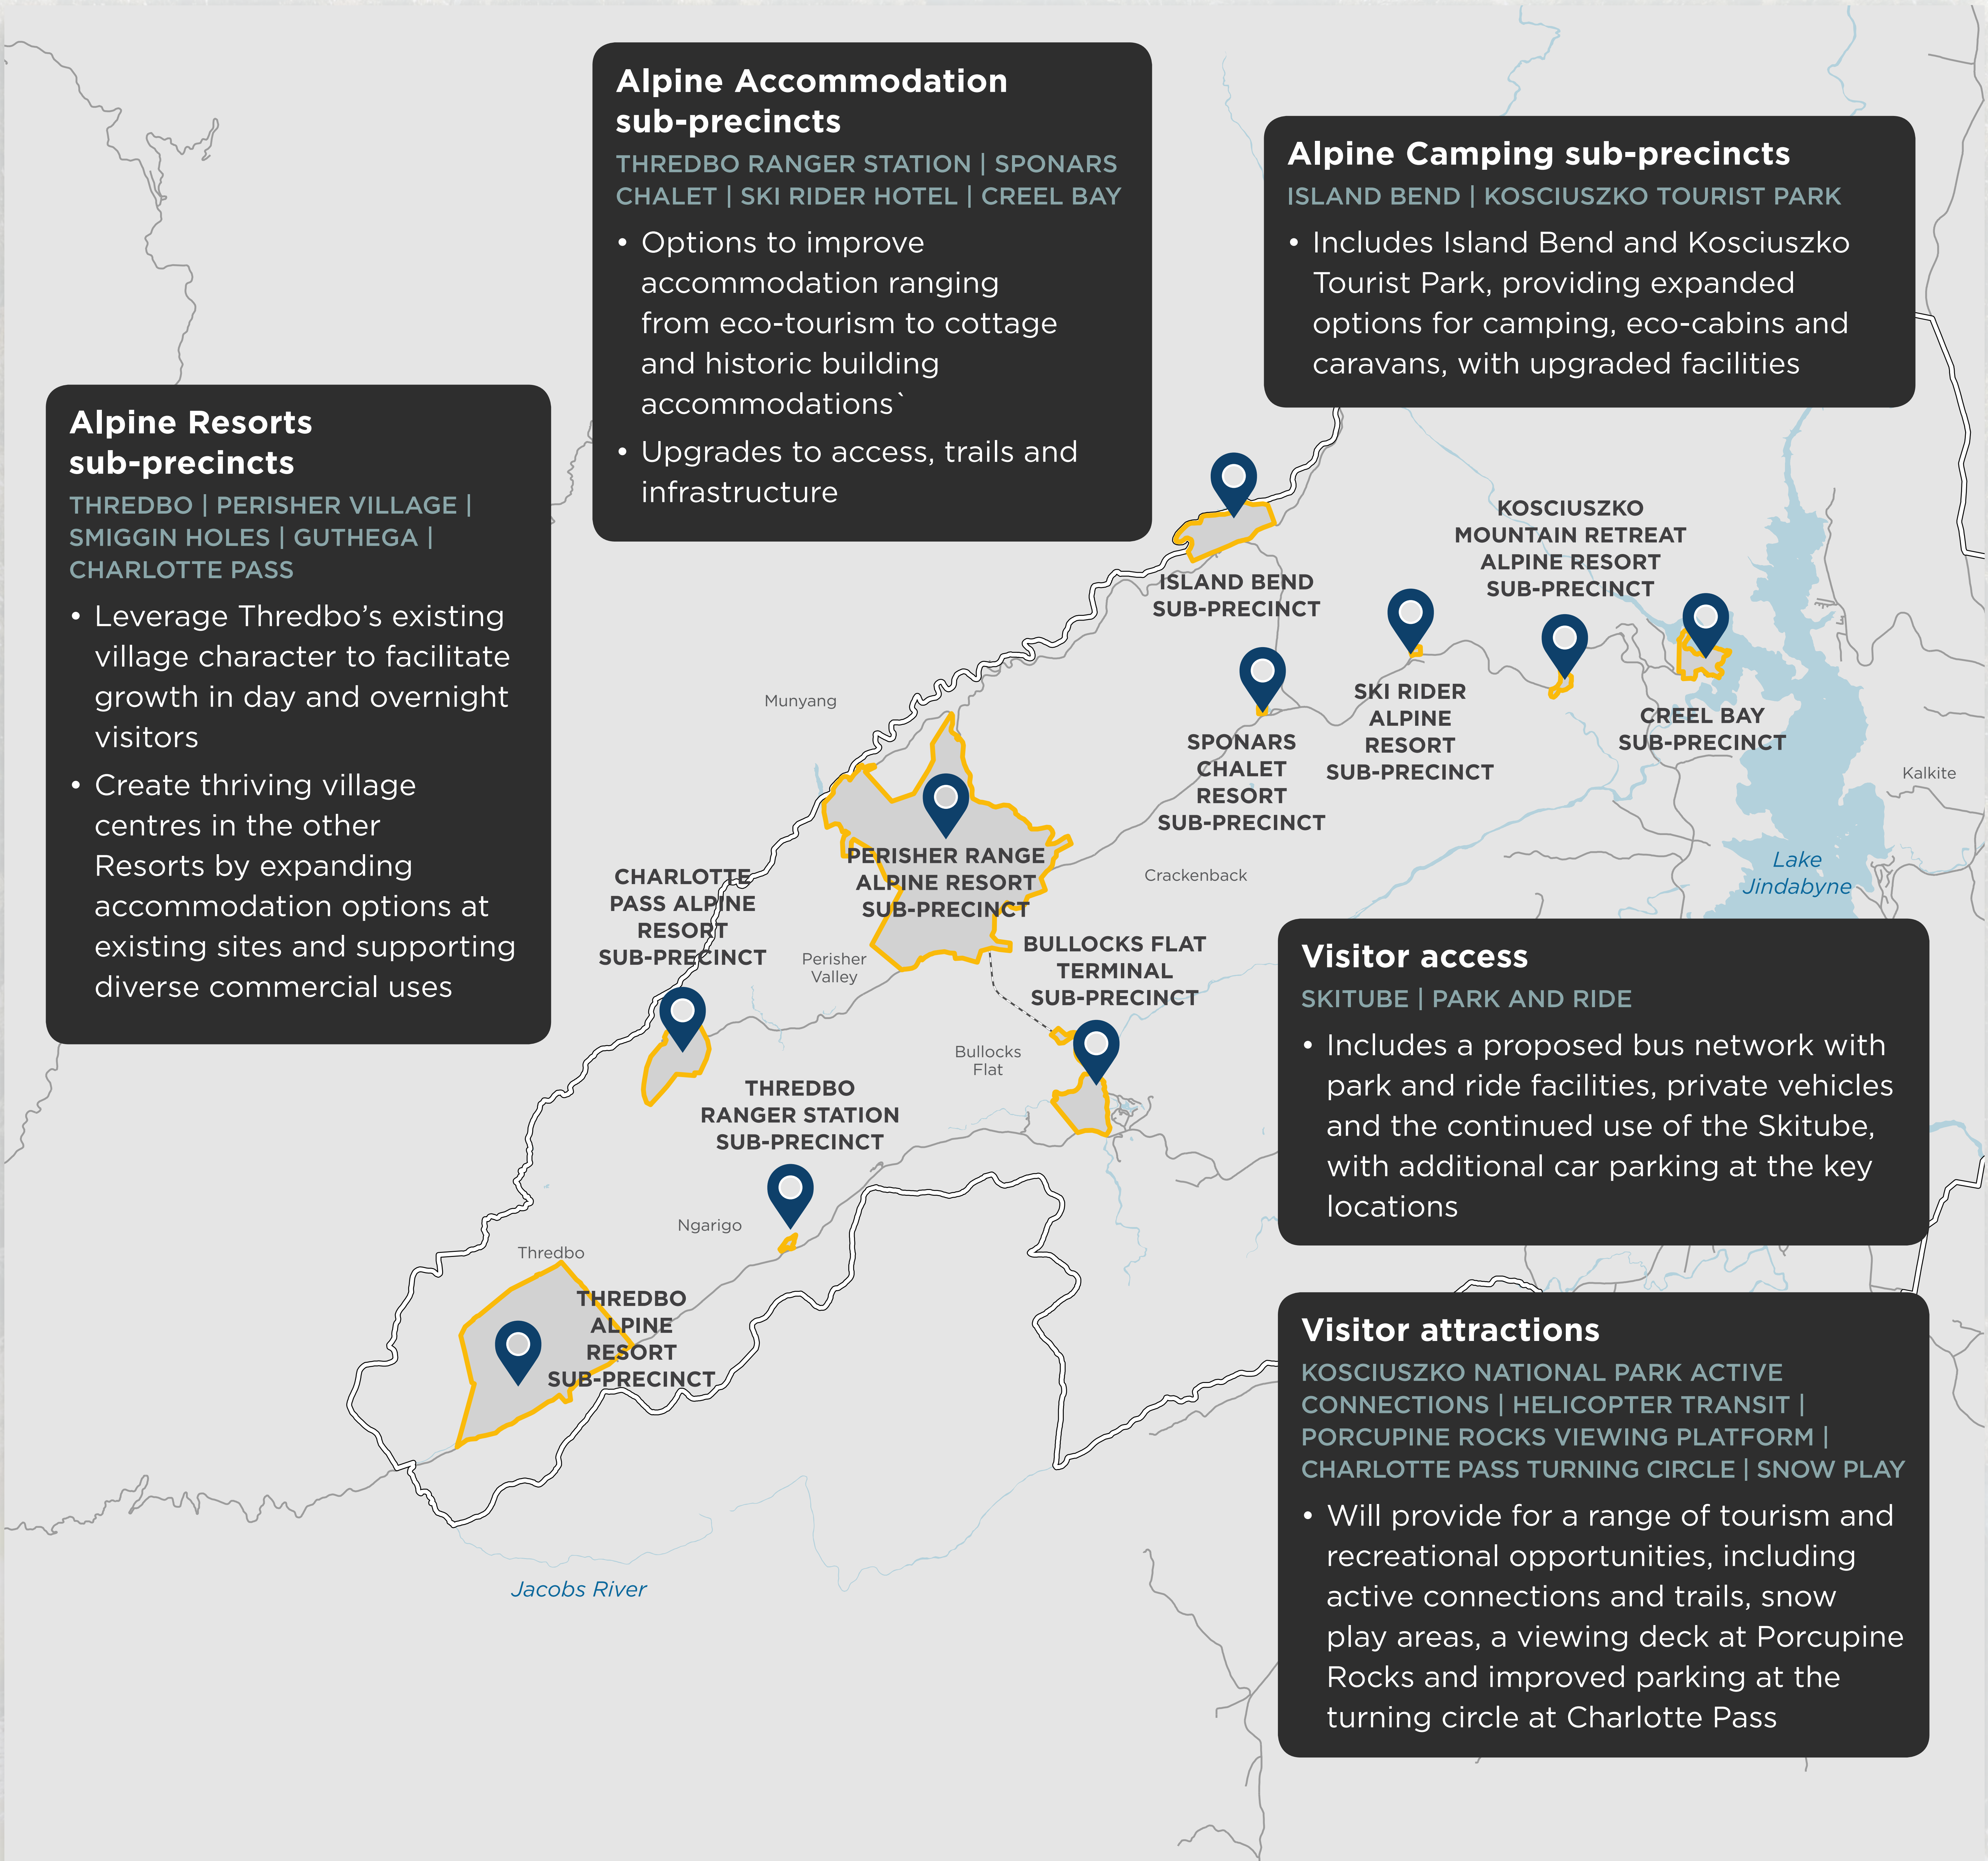 Alpine Accommodation
sub-precincts
THREDBO RANGER STATION | SPONARS
CHALET | SKI RIDER HOTEL | CREEL BAY
• Options to improve
accommodation ranging
from eco-tourism to cottage
and historic building
accommodations`
• Upgrades to access, trails and
infrastructure
Alpine Camping sub-precincts
ISLAND BEND | KOSCIUSZKO TOURIST PARK
• Includes Island Bend and Kosciuszko
Tourist Park, providing expanded
options for camping, eco-cabins and
caravans, with upgraded facilities
Alpine Resorts
sub-precincts
THREDBO | PERISHER VILLAGE |
SMIGGIN HOLES | GUTHEGA |
CHARLOTTE PASS
• Leverage Thredbo’s existing
village character to facilitate
growth in day and overnight
visitors
• Create thriving village
centres in the other
Resorts by expanding
accommodation options at
existing sites and supporting
diverse commercial uses
ISLAND BEND
SUB-PRECINCT
KOSCIUSZKO
MOUNTAIN RETREAT
ALPINE RESORT
SUB-PRECINCT
SKI RIDER
ALPINE
RESORT
SUB-PRECINCT
CREEL BAY
SUB-PRECINCT
SPONARS
CHALET
RESORT
SUB-PRECINCT
Munyang
Kalkite
Lake
Jindabyne
Crackenback
PERISHER RANGE
ALPINE RESORT
SUB-PRECINCT
CHARLOTTE
PASS ALPINE
RESORT
SUB-PRECINCT
Perisher
Valley
BULLOCKS FLAT
TERMINAL
SUB-PRECINCT
Bullocks
Flat
THREDBO
RANGER STATION
SUB-PRECINCT
Ngarigo
Thredbo
THREDBO
ALPINE
RESORT
SUB-PRECINCT
Jacobs River
Visitor access
SKITUBE | PARK AND RIDE
• Includes a proposed bus network with
park and ride facilities, private vehicles
and the continued use of the Skitube,
with additional car parking at the key
locations
Visitor attractions
KOSCIUSZKO NATIONAL PARK ACTIVE
CONNECTIONS | HELICOPTER TRANSIT |
PORCUPINE ROCKS VIEWING PLATFORM |
CHARLOTTE PASS TURNING CIRCLE | SNOW PLAY
• Will provide for a range of tourism and
recreational opportunities, including
active connections and trails, snow
play areas, a viewing deck at Porcupine
Rocks and improved parking at the
turning circle at Charlotte Pass